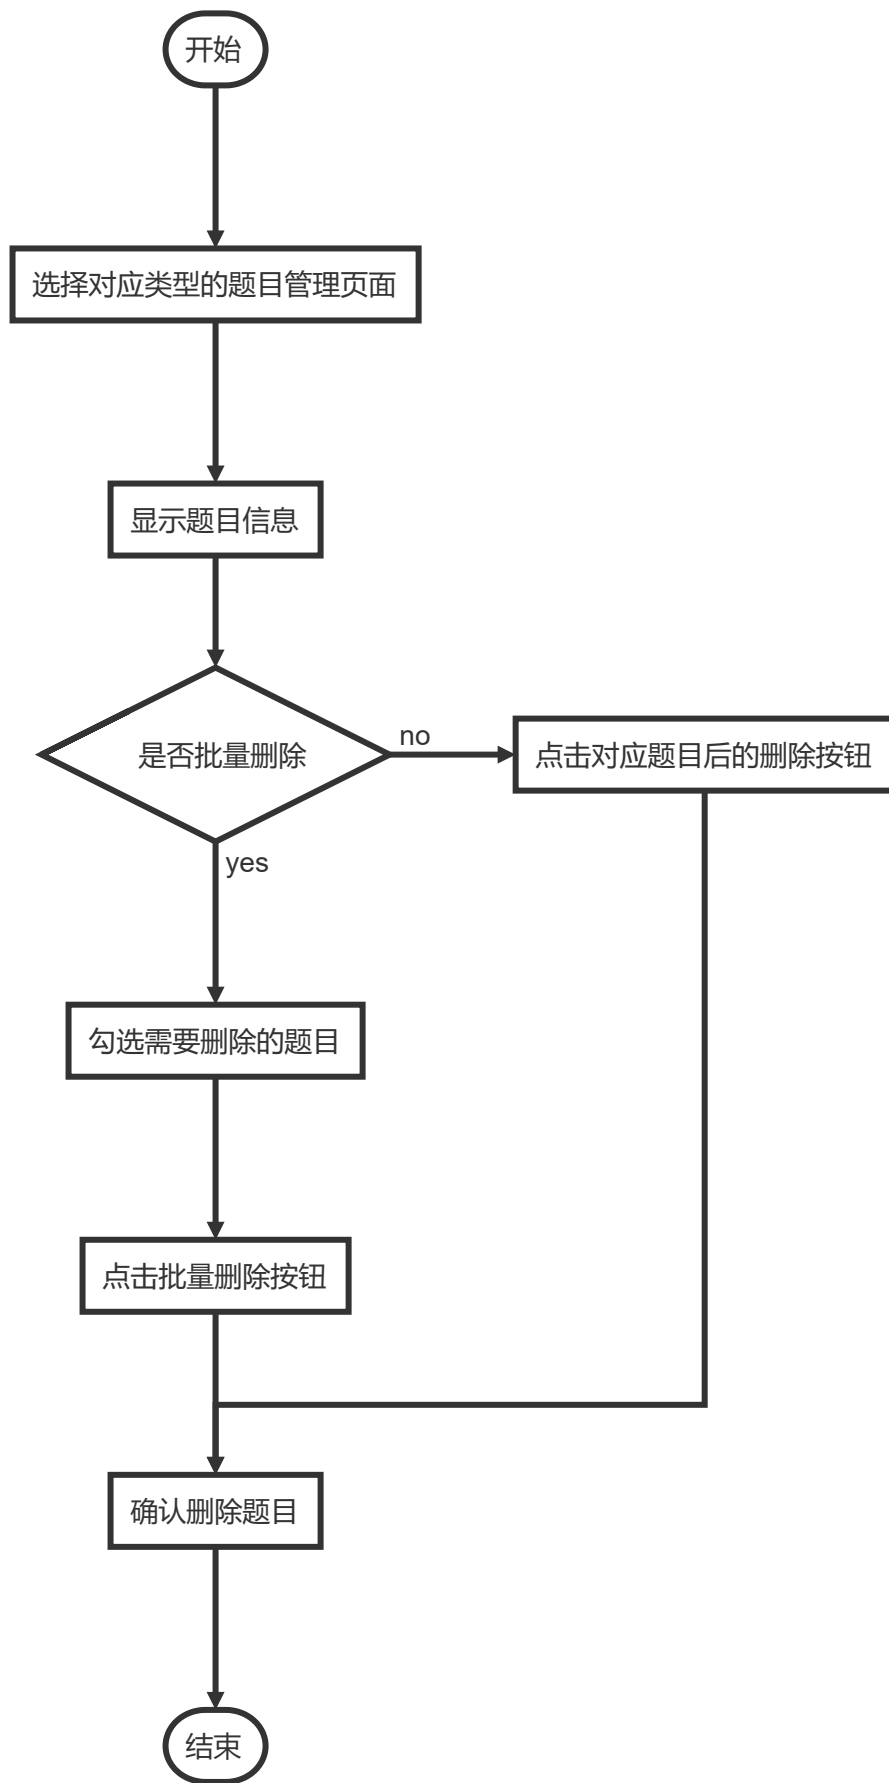 开始
选择对应类型的题目管理页面
显示题目信息
是否批量删除
no
点击对应题目后的删除按钮
yes
勾选需要删除的题目
点击批量删除按钮
确认删除题目
结束